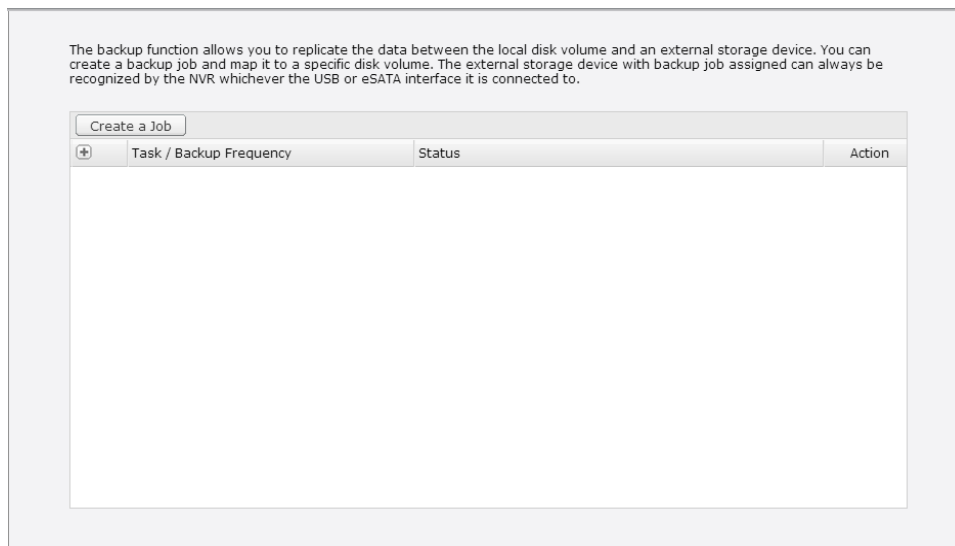 The backup function allows you to replicate the data between the local disk volume and an external storage device. You can
create a backup job and map it to a specific disk volume. The external storage device with backup job assigned can always be
recognized by the NVR whichever the USB or eSATA interface it is connected to.
Create a Job
Task / Backup Frequency Status Action